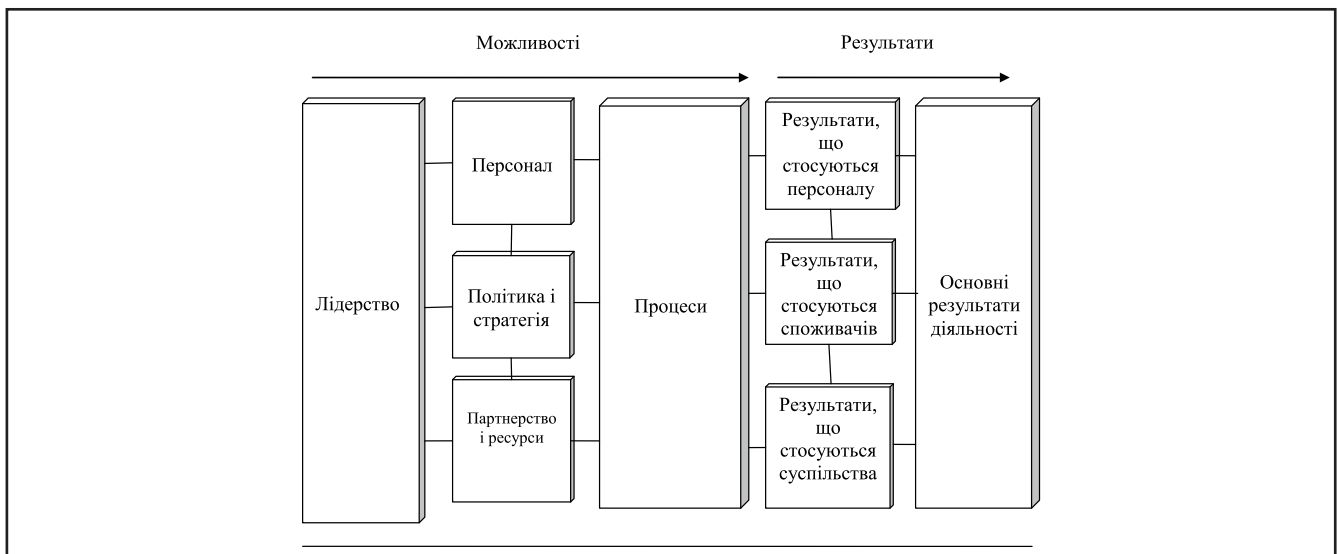 Можливості
Результати
Лідерство
Персонал
Політика і
стратегія
Партнерство
і ресурси
Процеси
Результати,
що
стосуються
персоналу
Результати,
що
стосуються
споживачів
Результати,
що
стосуються
суспільства
Основні
результати
діяльності